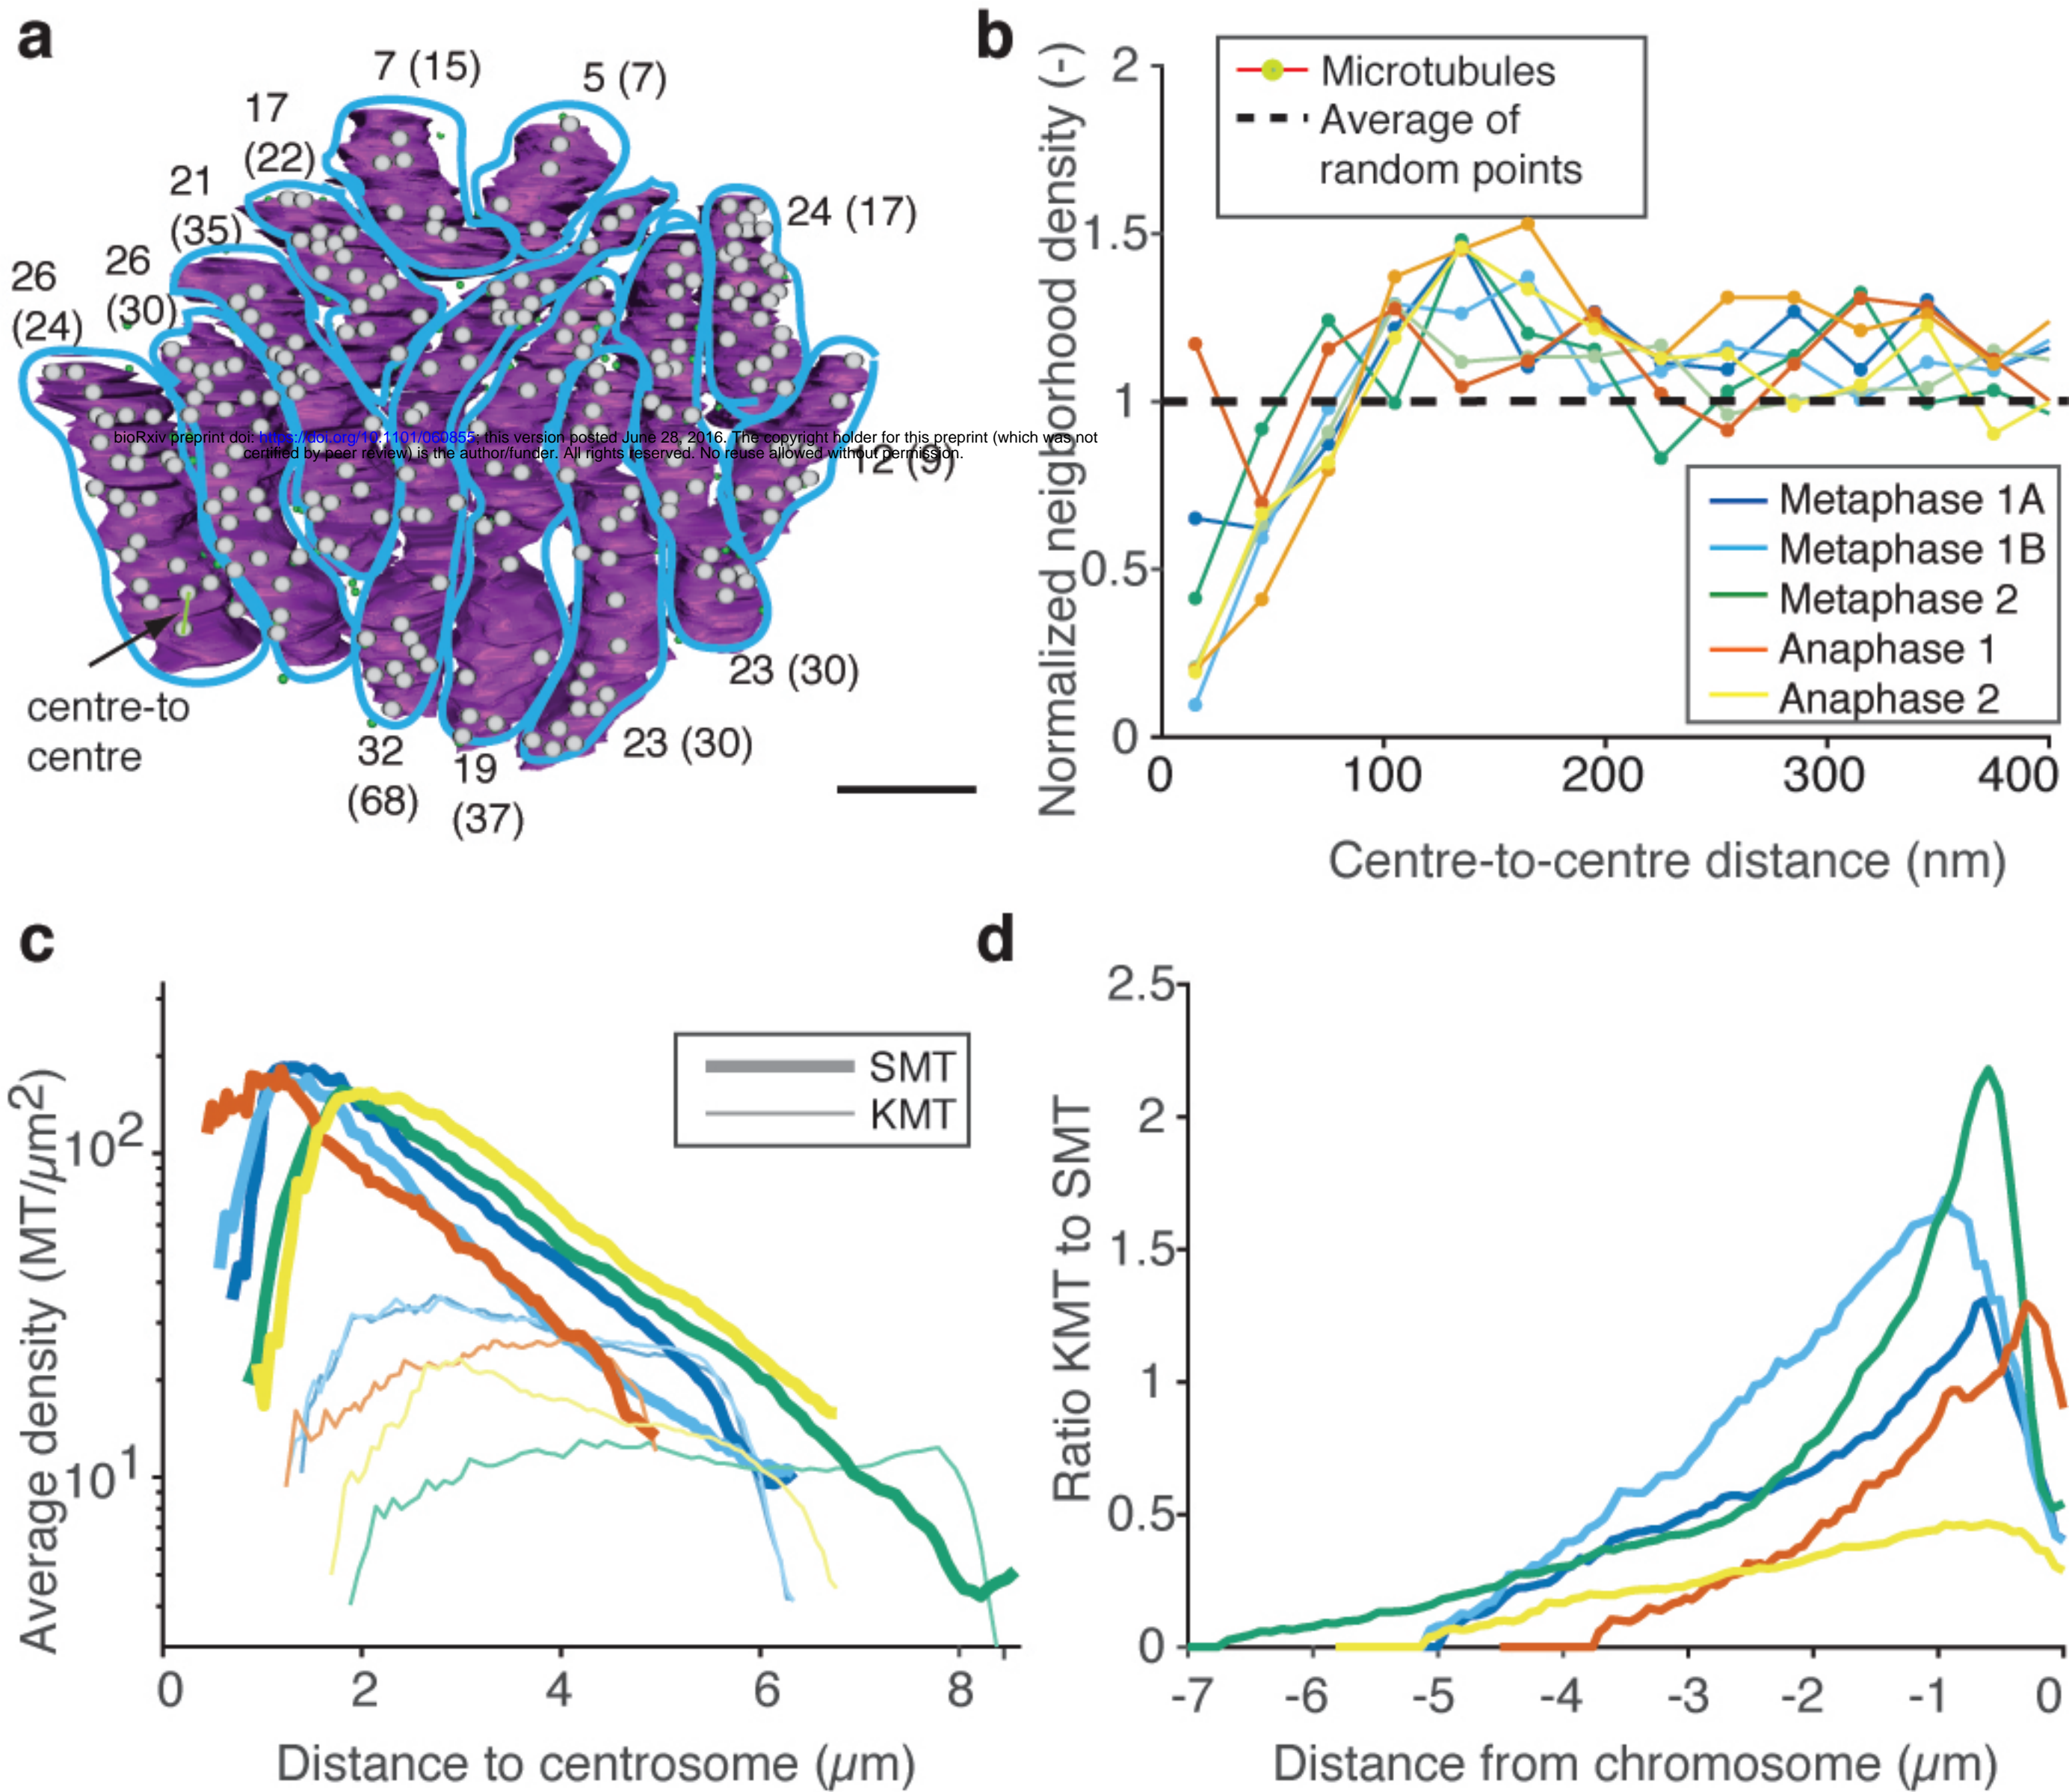 a
7 (15)
5 (7)
17
(22)
21
(35)
24 (17)
26
(30)
26
(24)
bioRxiv preprint doi: https://doi.org/10.1101/060855; this version posted June 28, 2016. The copyright holder for this preprint (which was not
certified by peer review) is the author/funder. All rights reserved. No reuse allowed without permission.
12 (9)
23 (30)
centre-to
centre
32
(68)
19
(37)
23 (30)
b
Normalized neigborhood density (-)
2
1.5
1
0.5
0
Microtubules
Average of
random points
Metaphase 1A
Metaphase 1B
Metaphase 2
Anaphase 1
Anaphase 2
0 100 200 300 400
Centre-to-centre distance (nm)
c
Average density (MT/µm2)
102
101
SMT
KMT
0 2 4 6 8
Distance to centrosome (µm)
d
Ratio KMT to SMT
2.5
2
1.5
1
0.5
0
-7 -6 -5 -4 -3 -2 -1 0
Distance from chromosome (µm)